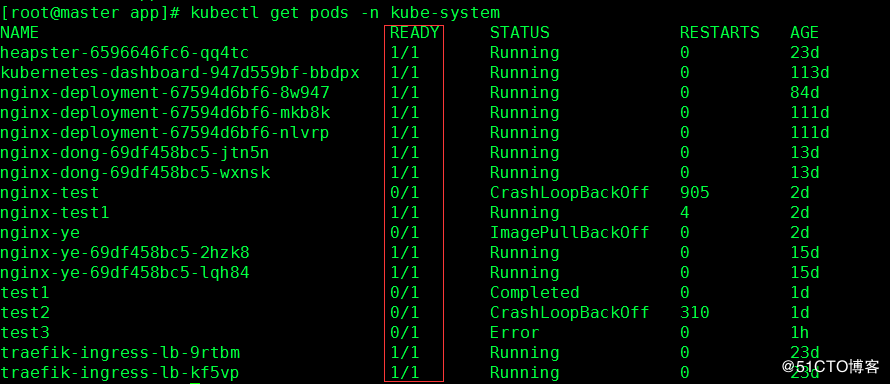 [root@master app]# kubectl get pods -n kube-system
NAME READY STATUS RESTARTS AGE
heapster-6596646fc6-qq4tc 1/1 Running 0 23d
kubernetes-dashboard-947d559bf-bbdpx 1/1 Running 0 113d
nginx-deployment-67594d6bf6-8w947 1/1 Running 0 84d
nginx-deployment-67594d6bf6-mkb8k 1/1 Running 0 111d
nginx-deployment-67594d6bf6-nlvrp 1/1 Running 0 111d
nginx-dong-69df458bc5-jtn5n 1/1 Running 0 13d
nginx-dong-69df458bc5-wxnsk 1/1 Running 0 13d
nginx-test 0/1 CrashLoopBackOff 905 2d
nginx-test1 1/1 Running 4 2d
nginx-ye 0/1 ImagePullBackOff 0 2d
nginx-ye-69df458bc5-2hzk8 1/1 Running 0 15d
nginx-ye-69df458bc5-lqh84 1/1 Running 0 15d
test1 0/1 Completed 0 1d
test2 0/1 CrashLoopBackOff 310 1d
test3 0/1 Error 0 1h
traefik-ingress-lb-9rtbm 1/1 Running 0 23d
traefik-ingress-lb-kf5vp 1/1 Running 0 23d
@51CTO博客